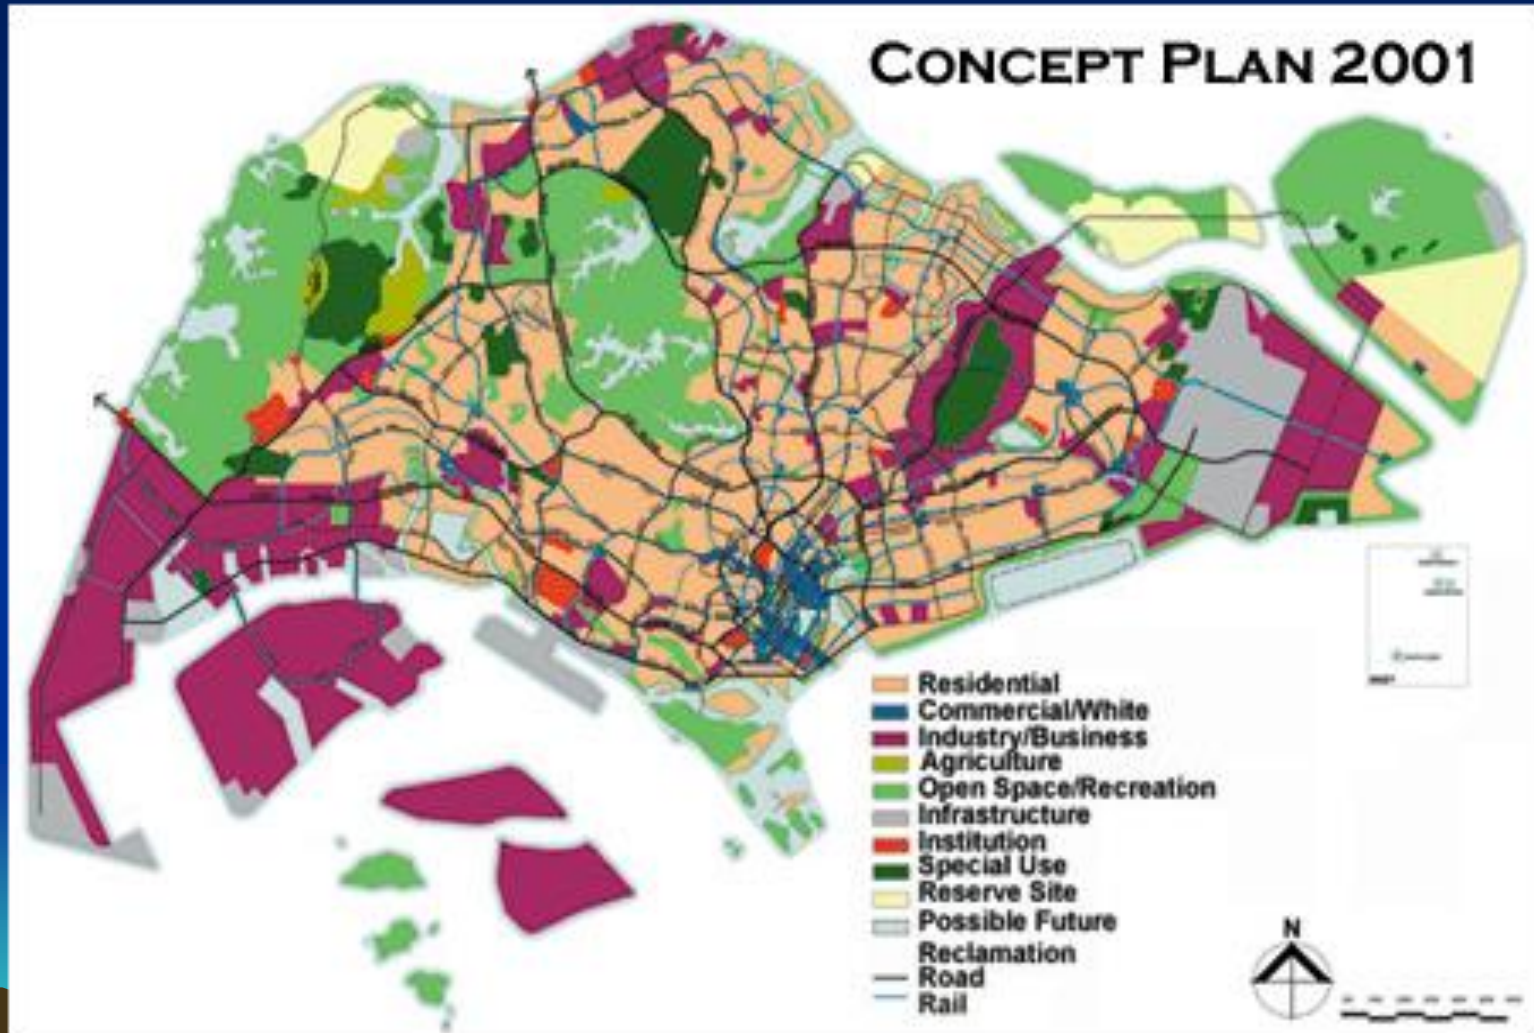 CONCEPT PLAN 2001
Residential
Commercial/White
Industry/Business
Agriculture
Open Space/Recreation
Infrastructure
Institution
Special Use
Reserve Site
Possible Future
Reclamation
Road
Rail
N